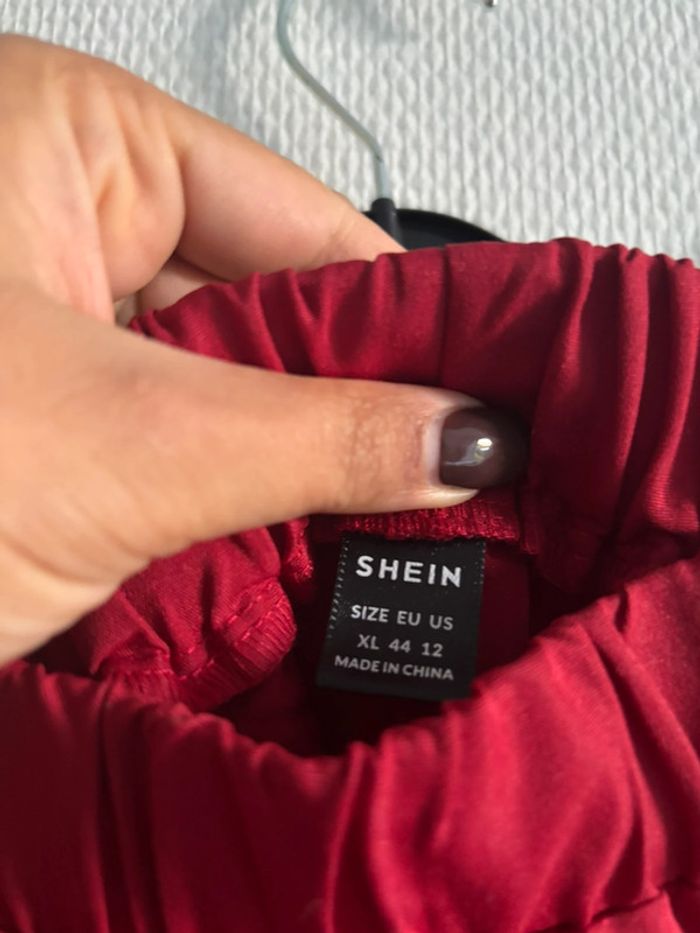 SHEIN
SIZE EU US
XL 44 12
MADE IN CHINA